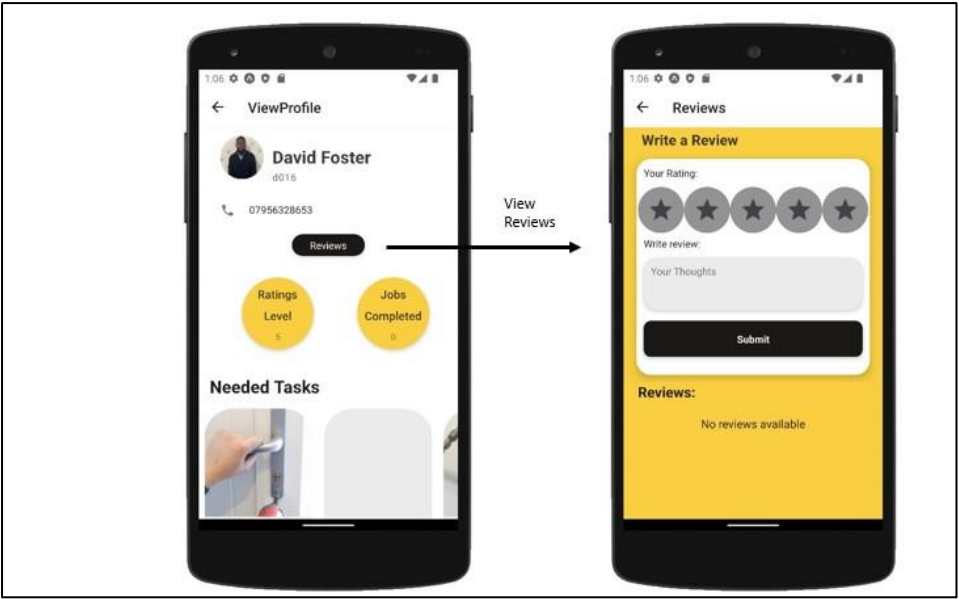 1:06
ViewProfile
David Foster
d016
07956328653
Reviews
Ratings
Level
5
Jobs
Completed
0
Needed Tasks
View
Reviews
1:06
Reviews
Write a Review
Your Rating:
Write review:
Your Thoughts
Submit
Reviews:
No reviews available